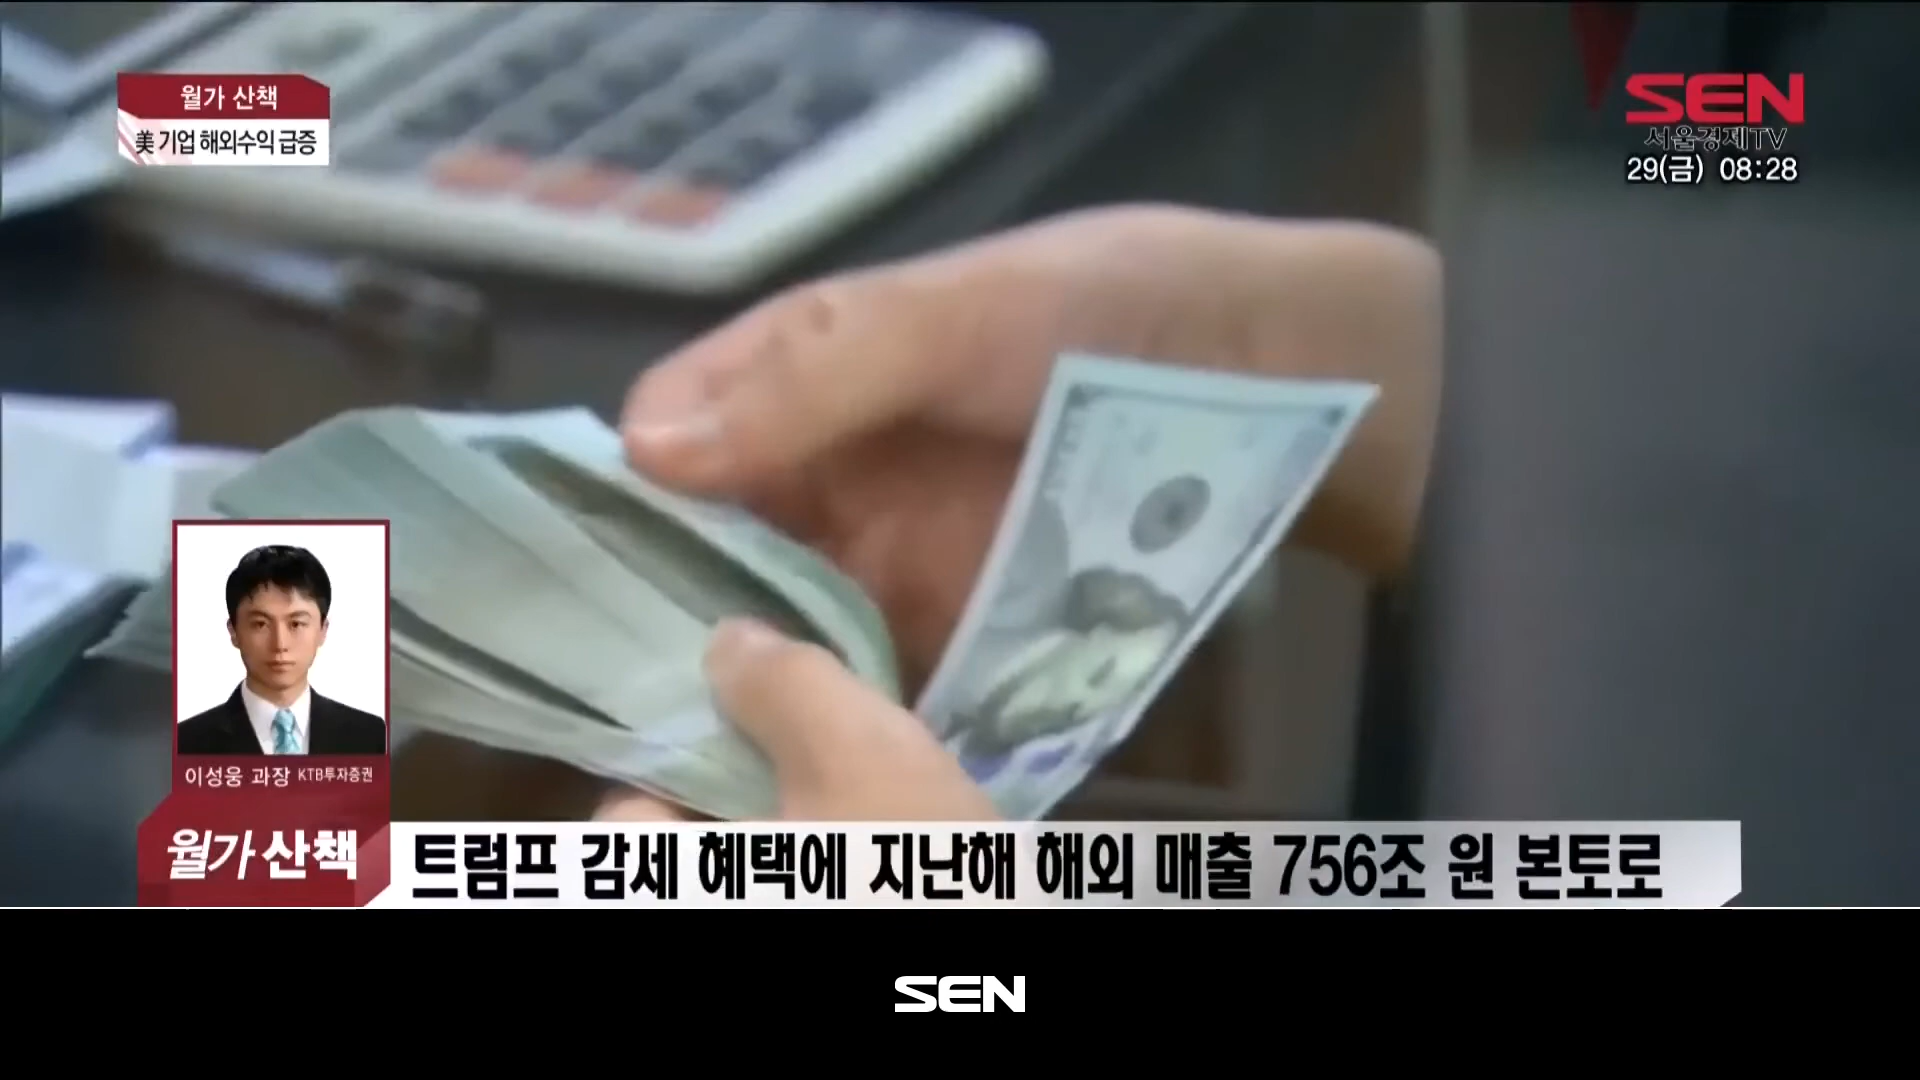 월가 산책
美 기업 해외수익 급증
SEN
서울경제TV
29(금) 08:28
이성웅 과장 KTB투자증권
월가 산책
트럼프 감세 혜택에 지난해 해외 매출 756조 원 본토로
SEN